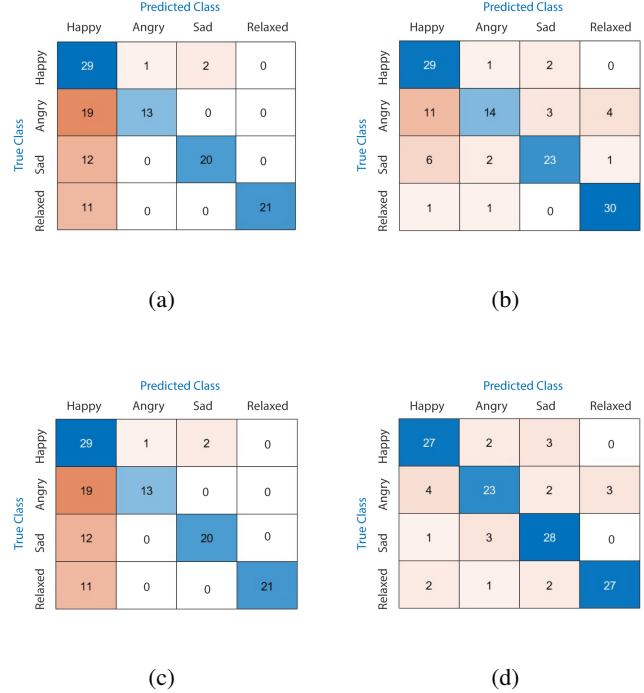 Predicted Class
Happy Angry Sad Relaxed
True Class
Happy 29 1 2 0
Angry 19 13 0 0
Sad 12 0 20 0
Relaxed 11 0 0 21
(a)
Predicted Class
Happy Angry Sad Relaxed
True Class
Happy 29 1 2 0
Angry 11 14 3 4
Sad 6 2 23 1
Relaxed 1 1 0 30
(b)
Predicted Class
Happy Angry Sad Relaxed
True Class
Happy 29 1 2 0
Angry 19 13 0 0
Sad 12 0 20 0
Relaxed 11 0 0 21
(c)
Predicted Class
Happy Angry Sad Relaxed
True Class
Happy 27 2 3 0
Angry 4 23 2 3
Sad 1 3 28 0
Relaxed 2 1 2 27
(d)